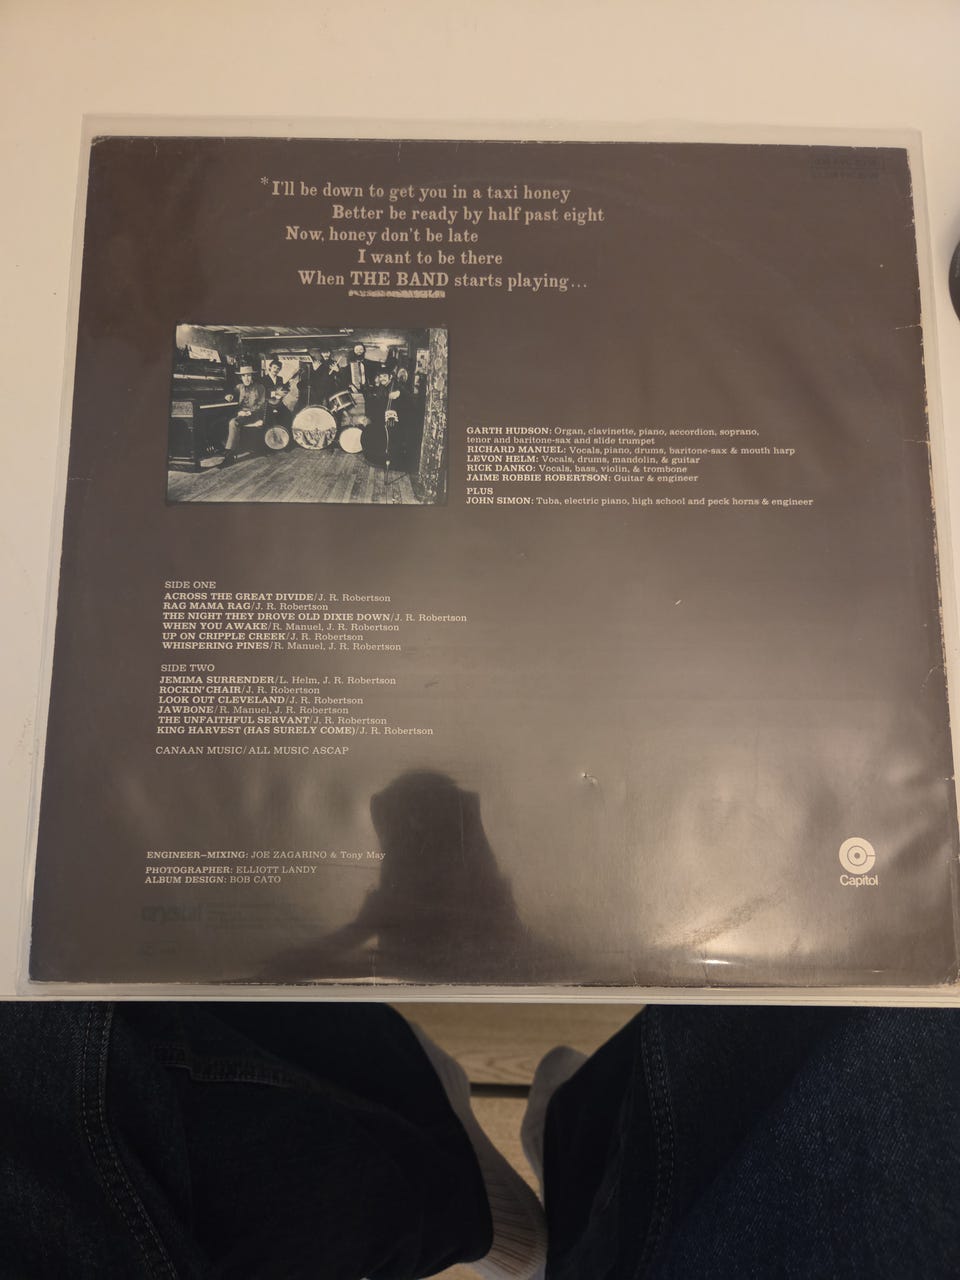 *I'll be down to get you in a taxi honey
Better be ready by half past eight
Now, honey don't be late
I want to be there
When THE BAND starts playing...
GARTH HUDSON: Organ, clavinette, piano, accordion, soprano,
tenor and baritone-sax and slide trumpet
RICHARD MANUEL: Vocals, piano, drums, baritone-sax & mouth harp
LEVON HELM: Vocals, drums, mandolin, & guitar
RICK DANKO: Vocals, bass, violin, & trombone
JAIME ROBBIE ROBERTSON: Guitar & engineer
PLUS
JOHN SIMON: Tuba, electric piano, high school and peck horns & engineer
SIDE ONE
ACROSS THE GREAT DIVIDE/J. R. Robertson
RAG MAMA RAG/J. R. Robertson
THE NIGHT THEY DROVE OLD DIXIE DOWN/J. R. Robertson
WHEN YOU AWAKE/R. Manuel, J. R. Robertson
UP ON CRIPPLE CREEK/J. R. Robertson
WHISPERING PINES/R. Manuel, J. R. Robertson
SIDE TWO
JEMIMA SURRENDER/L. Helm, J. R. Robertson
ROCKIN' CHAIR/J. R. Robertson
LOOK OUT CLEVELAND/J. R. Robertson
JAWBONE/R. Manuel, J. R. Robertson
THE UNFAITHFUL SERVANT/J. R. Robertson
KING HARVEST (HAS SURELY COME)/J. R. Robertson
CANAAN MUSIC/ALL MUSIC ASCAP
ENGINEER–MIXING: JOE ZAGARINO & Tony May
PHOTOGRAPHER: ELLIOTT LANDY
ALBUM DESIGN: BOB CATO
Capitol
crystal